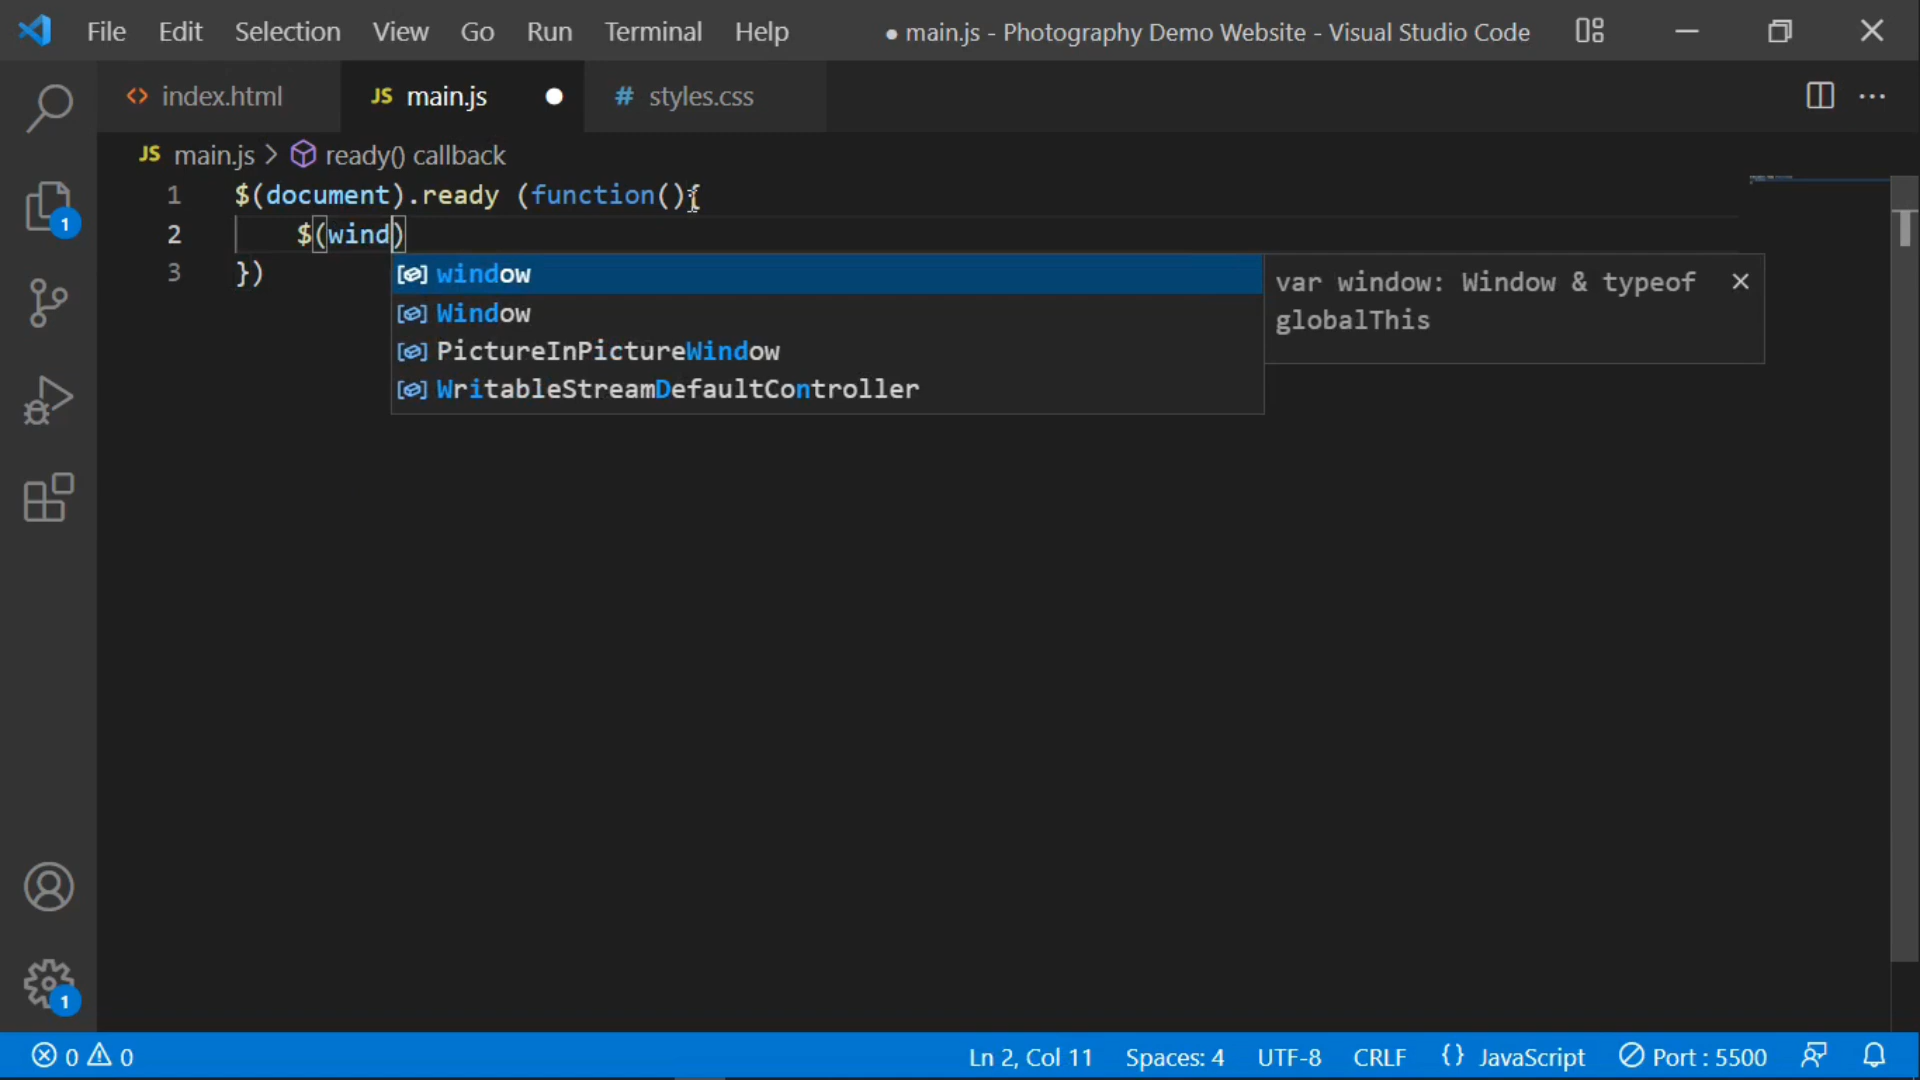 File Edit Selection View Go Run Terminal Help ● main.js - Photography Demo Website - Visual Studio Code
<> index.html JS main.js ● # styles.css
JS main.js > ready() callback
1 $(document).ready (function(){
2 $(wind)
3 })
window
Window
PictureInPictureWindow
WritableStreamDefaultController
var window: Window & typeof
globalThis
1
1
0 0 Ln 2, Col 11 Spaces: 4 UTF-8 CRLF {} JavaScript Port : 5500